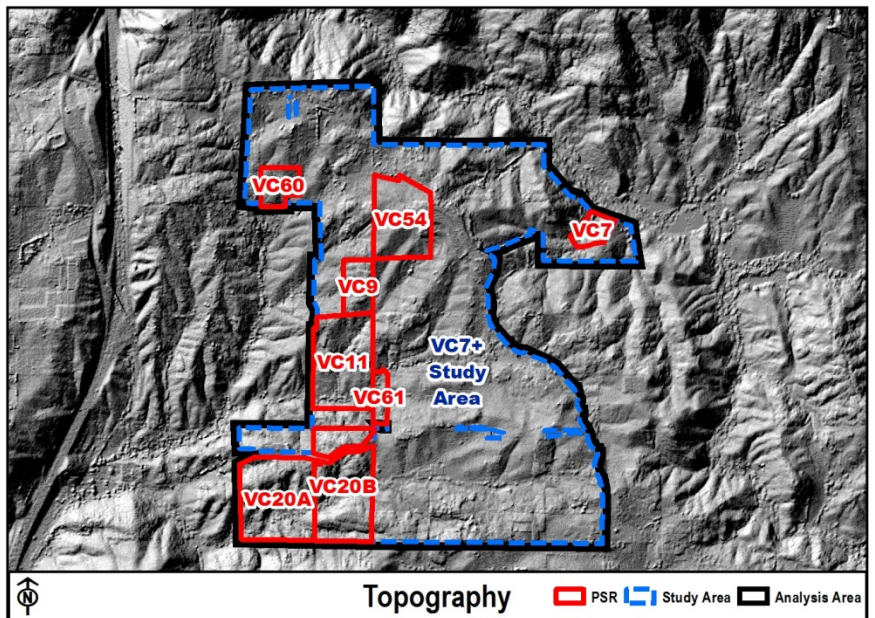 VC60
VC54
VC7
VC9
VC11
VC7+
Study
Area
VC61
VC20A
VC20B
Topography
PSR
Study Area
Analysis Area